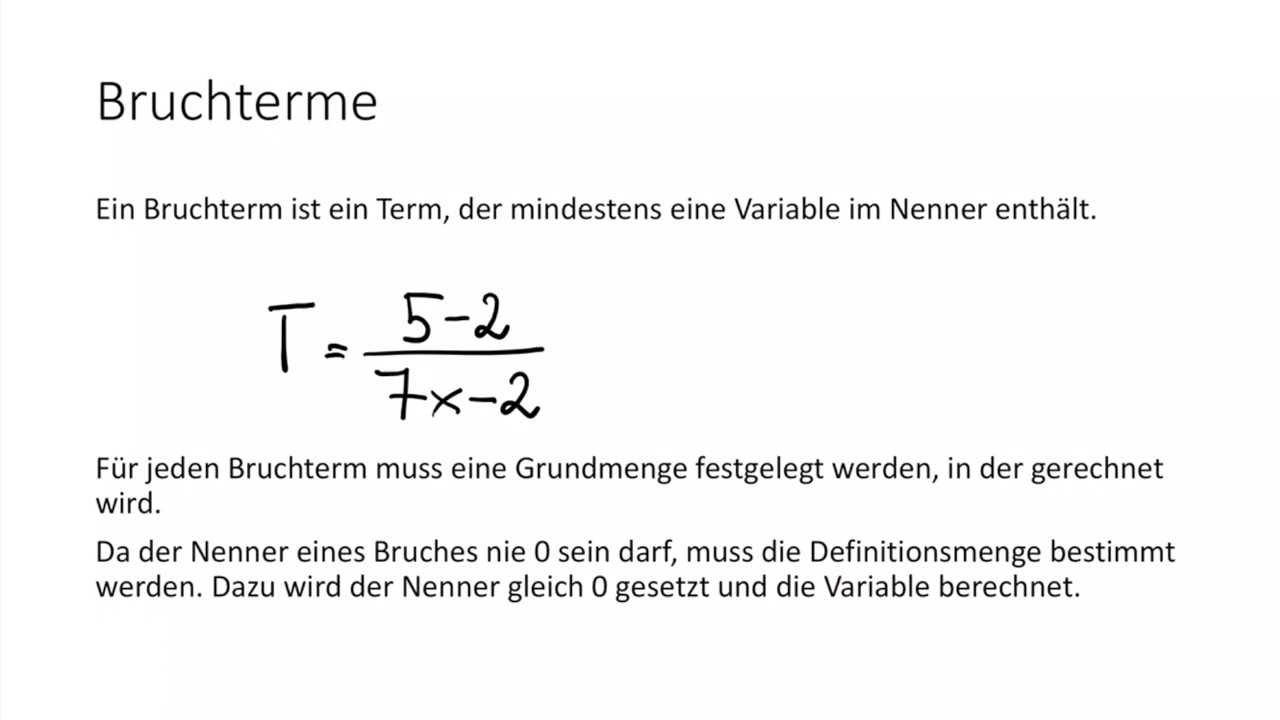 Bruchterme
Ein Bruchterm ist ein Term, der mindestens eine Variable im Nenner enthält.
5-2
T = 
7x-2
Für jeden Bruchterm muss eine Grundmenge festgelegt werden, in der gerechnet
wird.
Da der Nenner eines Bruches nie 0 sein darf, muss die Definitionsmenge bestimmt
werden. Dazu wird der Nenner gleich 0 gesetzt und die Variable berechnet.